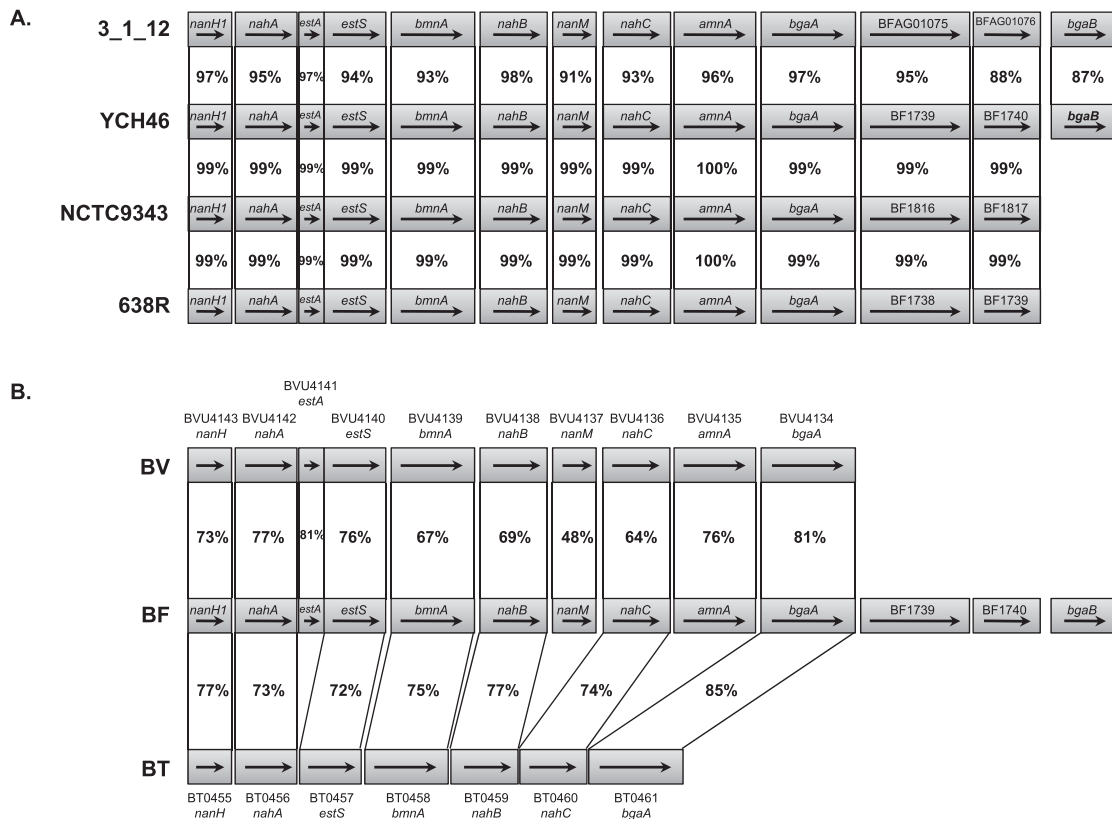 A.
3_1_12 nanH1 nahA estA estS bmnA nahB nanM nahC amnA bgaA BFAG01075 BFAG01076 bgaB
97% 95% 97% 94% 93% 98% 91% 93% 96% 97% 95% 88% 87%
YCH46 nanH1 nahA estA estS bmnA nahB nanM nahC amnA bgaA BF1739 BF1740 bgaB
99% 99% 99% 99% 99% 99% 99% 99% 100% 99% 99% 99%
NCTC9343 nanH1 nahA estA estS bmnA nahB nanM nahC amnA bgaA BF1816 BF1817
99% 99% 99% 99% 99% 99% 99% 99% 100% 99% 99% 99%
638R nanH1 nahA estA estS bmnA nahB nanM nahC amnA bgaA BF1738 BF1739
B.
BVU4141
estA
BVU4143 BVU4142 BVU4140 BVU4139 BVU4138 BVU4137 BVU4136 BVU4135 BVU4134
nanH nahA estS bmnA nahB nanM nahC amnA bgaA
BV
73% 77% 81% 76% 67% 69% 48% 64% 76% 81%
BF nanH1 nahA estA estS bmnA nahB nanM nahC amnA bgaA BF1739 BF1740 bgaB
77% 73% 72% 75% 77% 74% 85%
BT
BT0455 BT0456 BT0457 BT0458 BT0459 BT0460 BT0461
nanH nahA estS bmnA nahB nahC bgaA